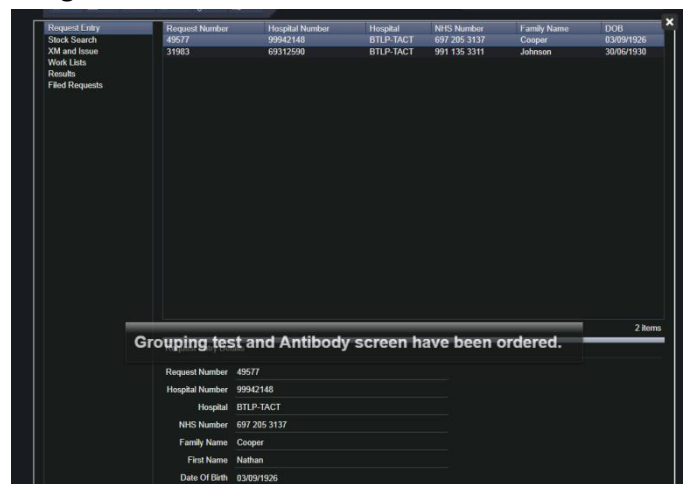 Request Entry
Stock Search
XM and Issue
Work Lists
Results
Filed Requests
Request Number Hospital Number Hospital NHS Number Family Name DOB
49577 99942148 BTLP-TACT 697 205 3137 Cooper 03/09/1926
31983 69312590 BTLP-TACT 991 135 3311 Johnson 30/06/1930
2 items
Grouping test and Antibody screen have been ordered.
Request Number 49577
Hospital Number 99942148
Hospital BTLP-TACT
NHS Number 697 205 3137
Family Name Cooper
First Name Nathan
Date Of Birth 03/09/1926